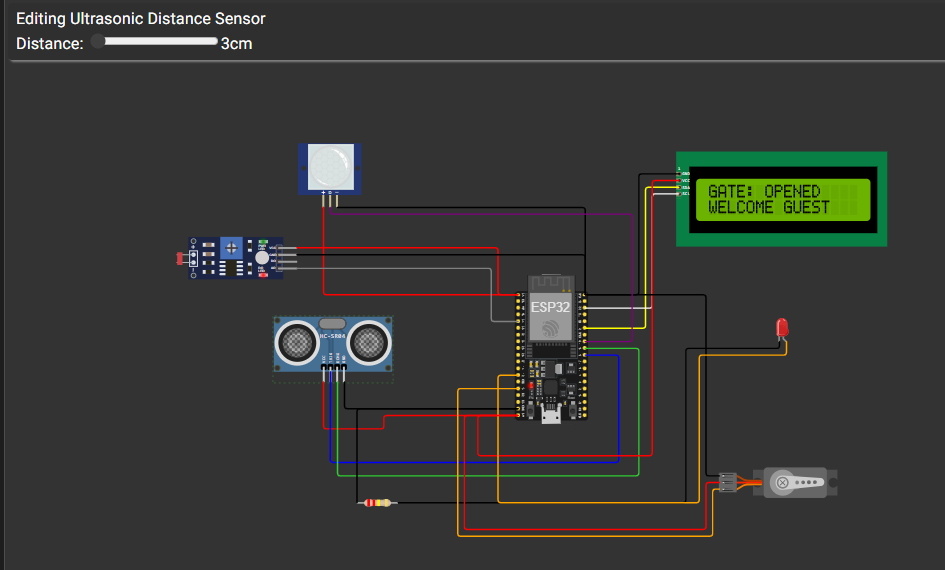 Editing Ultrasonic Distance Sensor
Distance: 3cm
GATE: OPENED
WELCOME GUEST
ESP32
HC-SR04